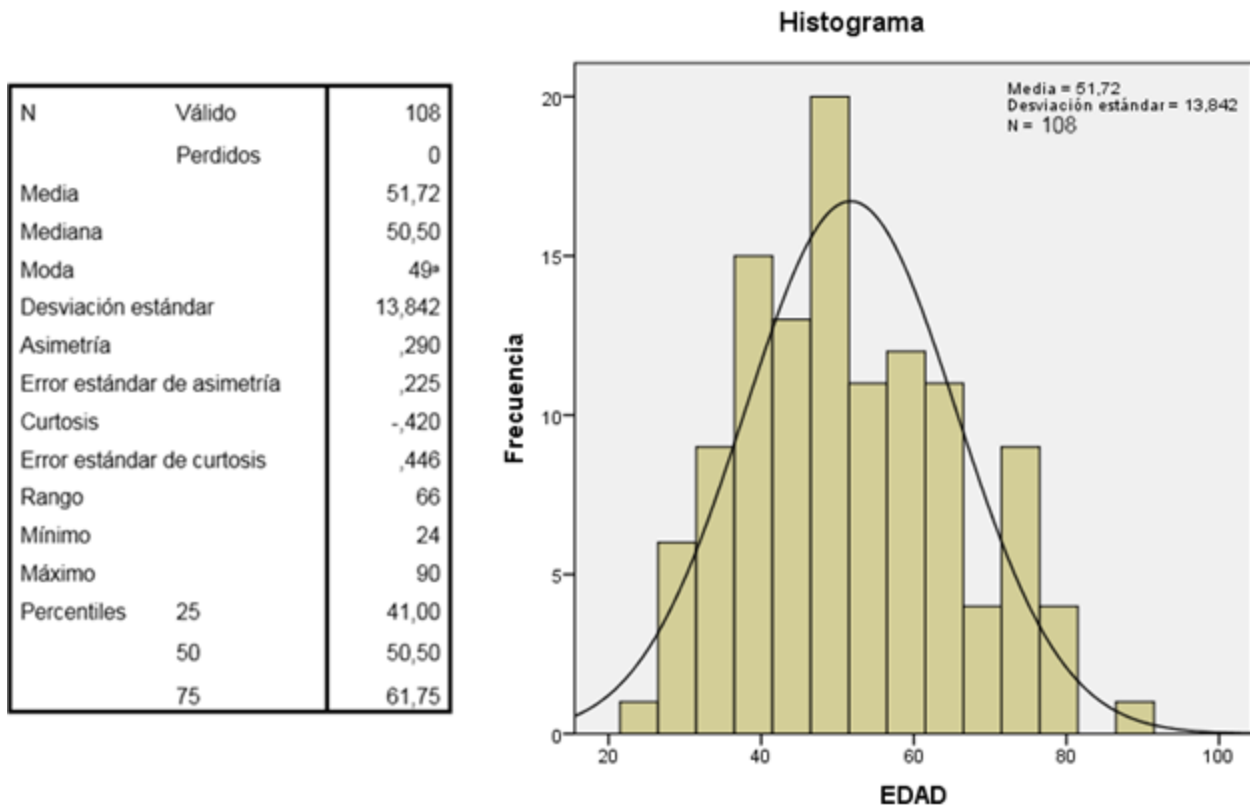 N Válido 108
Perdidos 0
Media 51,72
Mediana 50,50
Moda 49ª
Desviación estándar 13,842
Asimetría ,290
Error estándar de asimetría ,225
Curtosis -,420
Error estándar de curtosis ,446
Rango 66
Mínimo 24
Máximo 90
Percentiles 25 41,00
50 50,50
75 61,75
Histograma
Media = 51,72
Desviación estándar = 13,842
N = 108
Frecuencia
20
15
10
5
0
20 40 60 80 100
EDAD